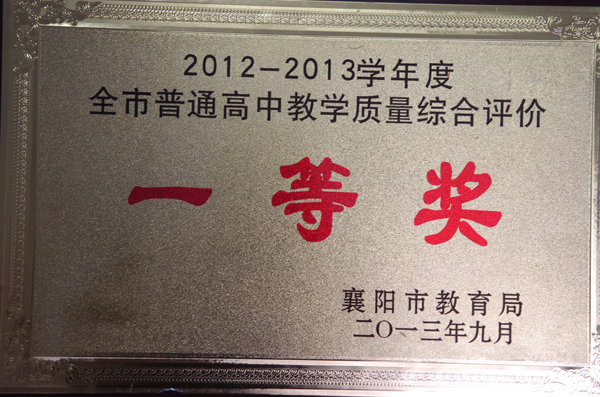 2012-2013学年度
全市普通高中教学质量综合评价
一等奖
襄阳市教育局
二〇一三年九月